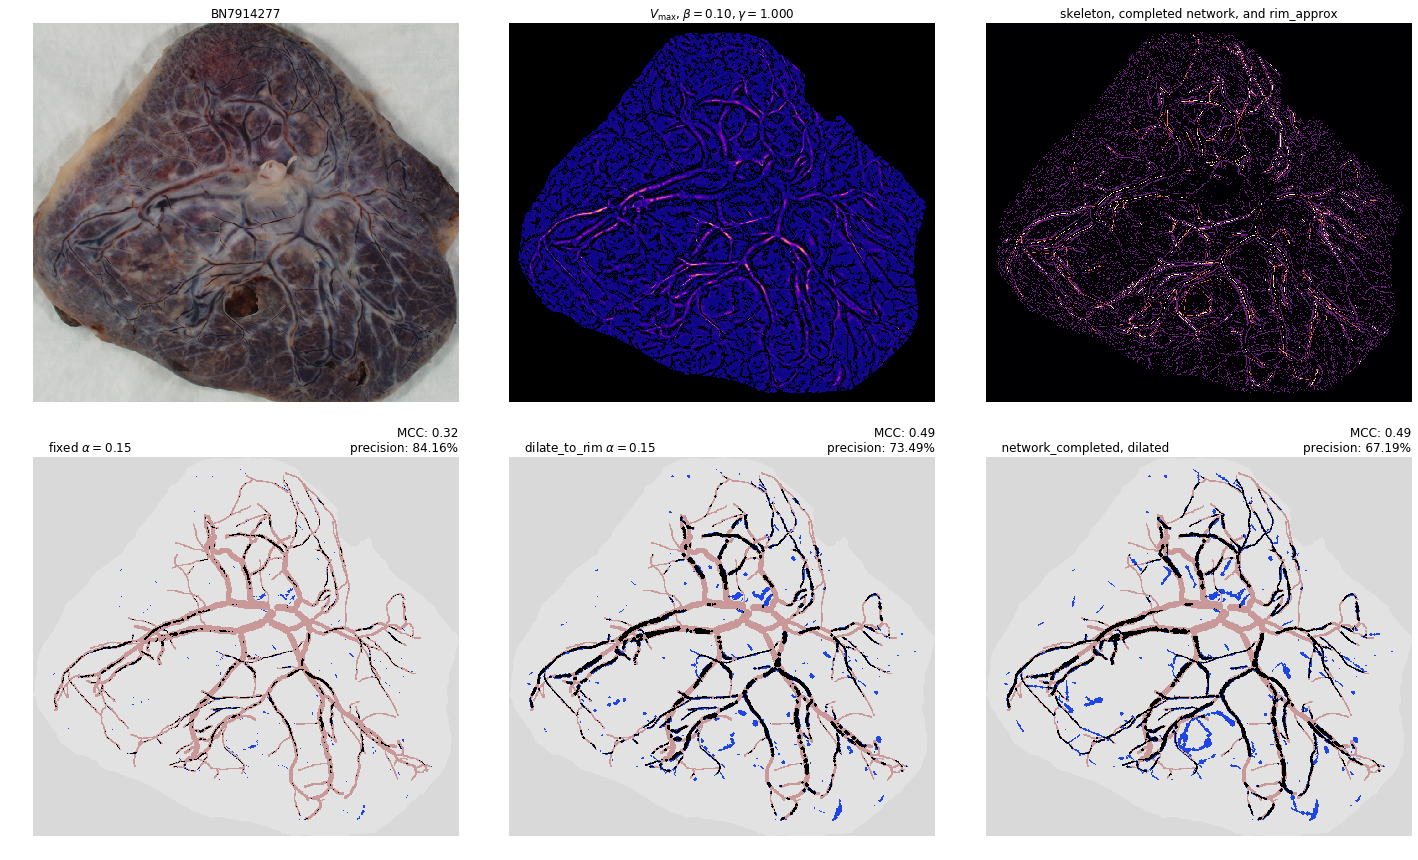 BN7914277
V_max, β = 0.10, γ = 1.000
skeleton, completed network, and rim_approx
MCC: 0.32
fixed α = 0.15 precision: 84.16%
MCC: 0.49
dilate_to_rim α = 0.15 precision: 73.49%
MCC: 0.49
network_completed, dilated precision: 67.19%